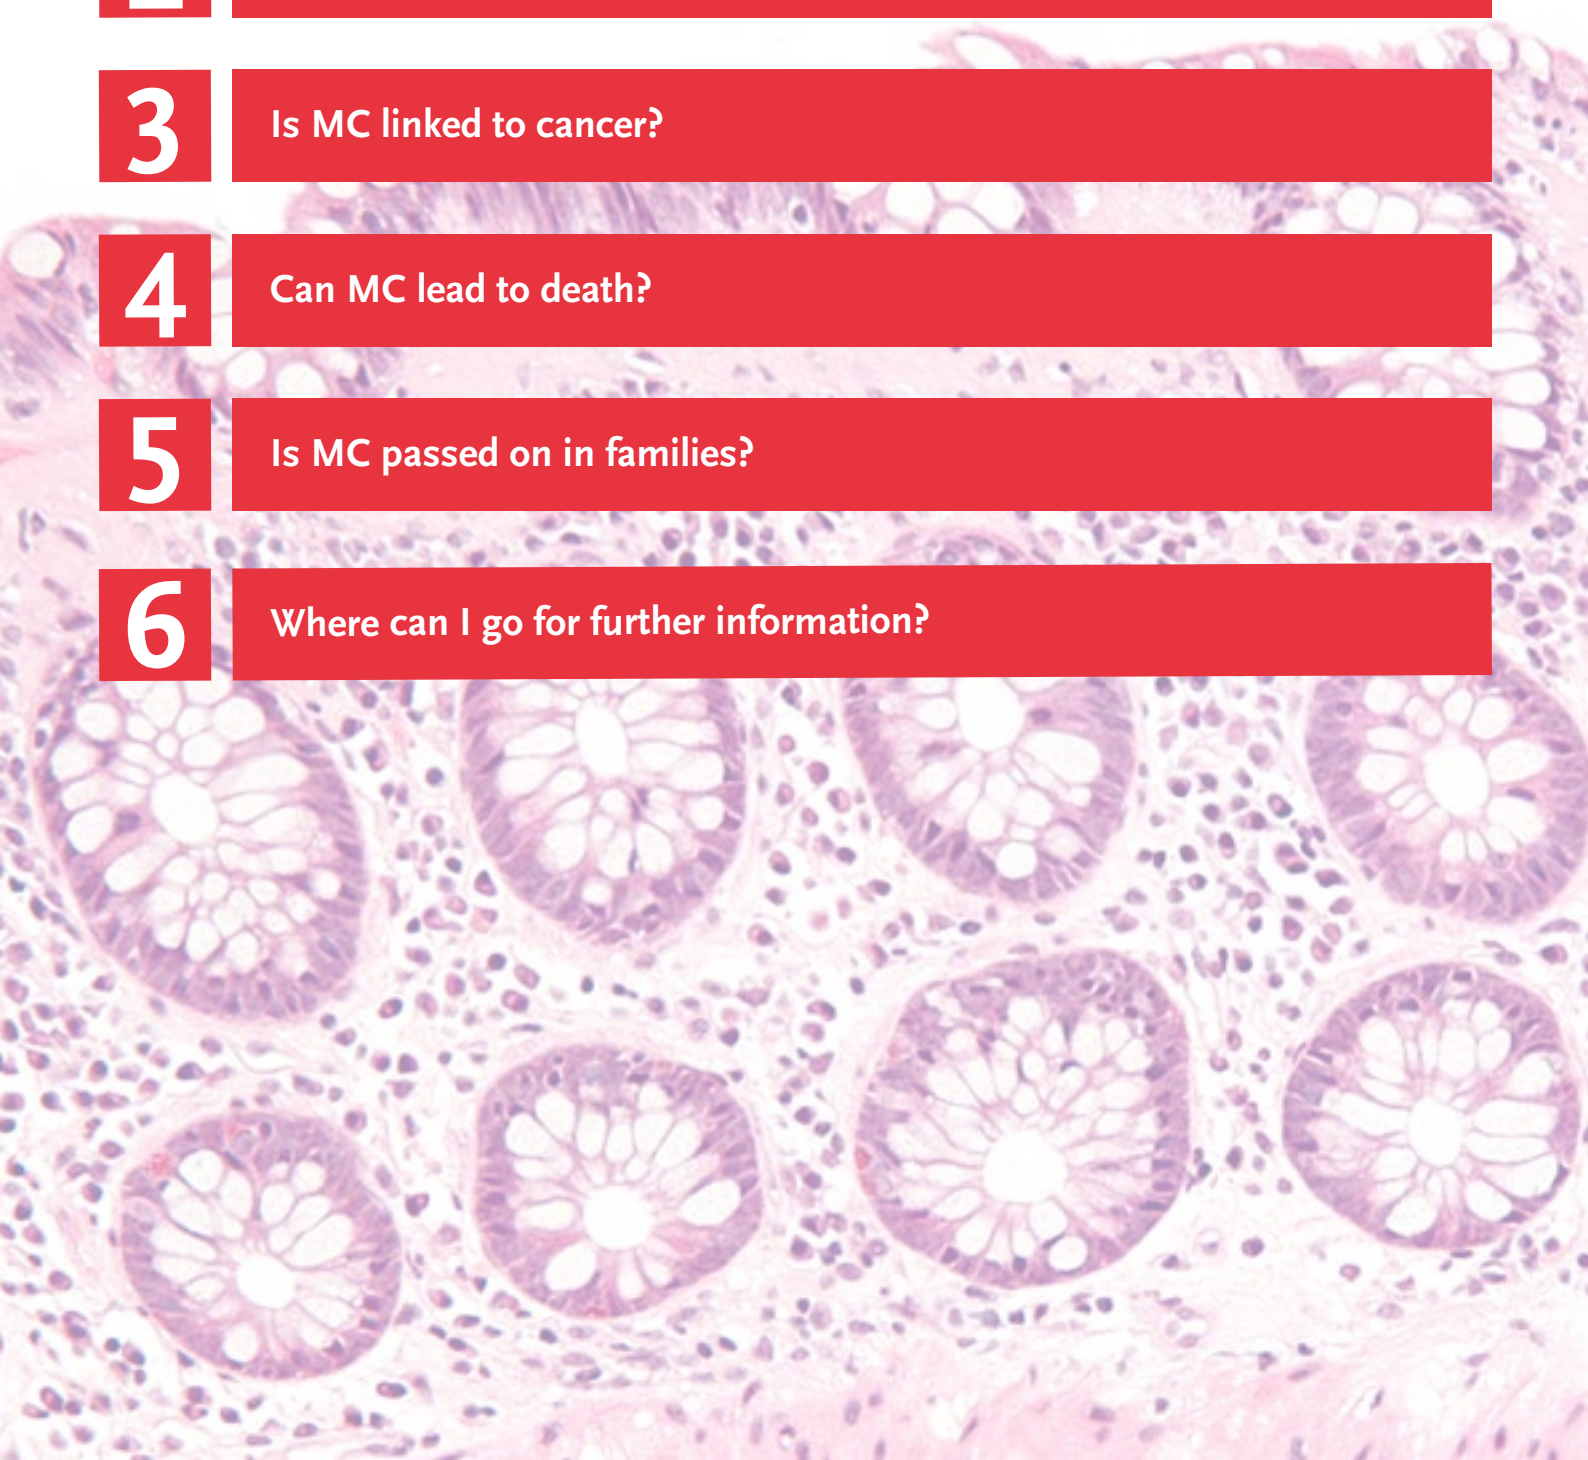 3 Is MC linked to cancer?
4 Can MC lead to death?
5 Is MC passed on in families?
6 Where can I go for further information?